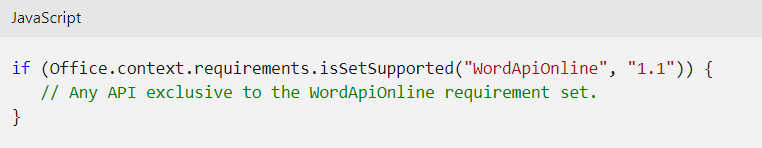 JavaScript
if (Office.context.requirements.isSetSupported("WordApiOnline", "1.1")) {
   // Any API exclusive to the WordApiOnline requirement set.
}